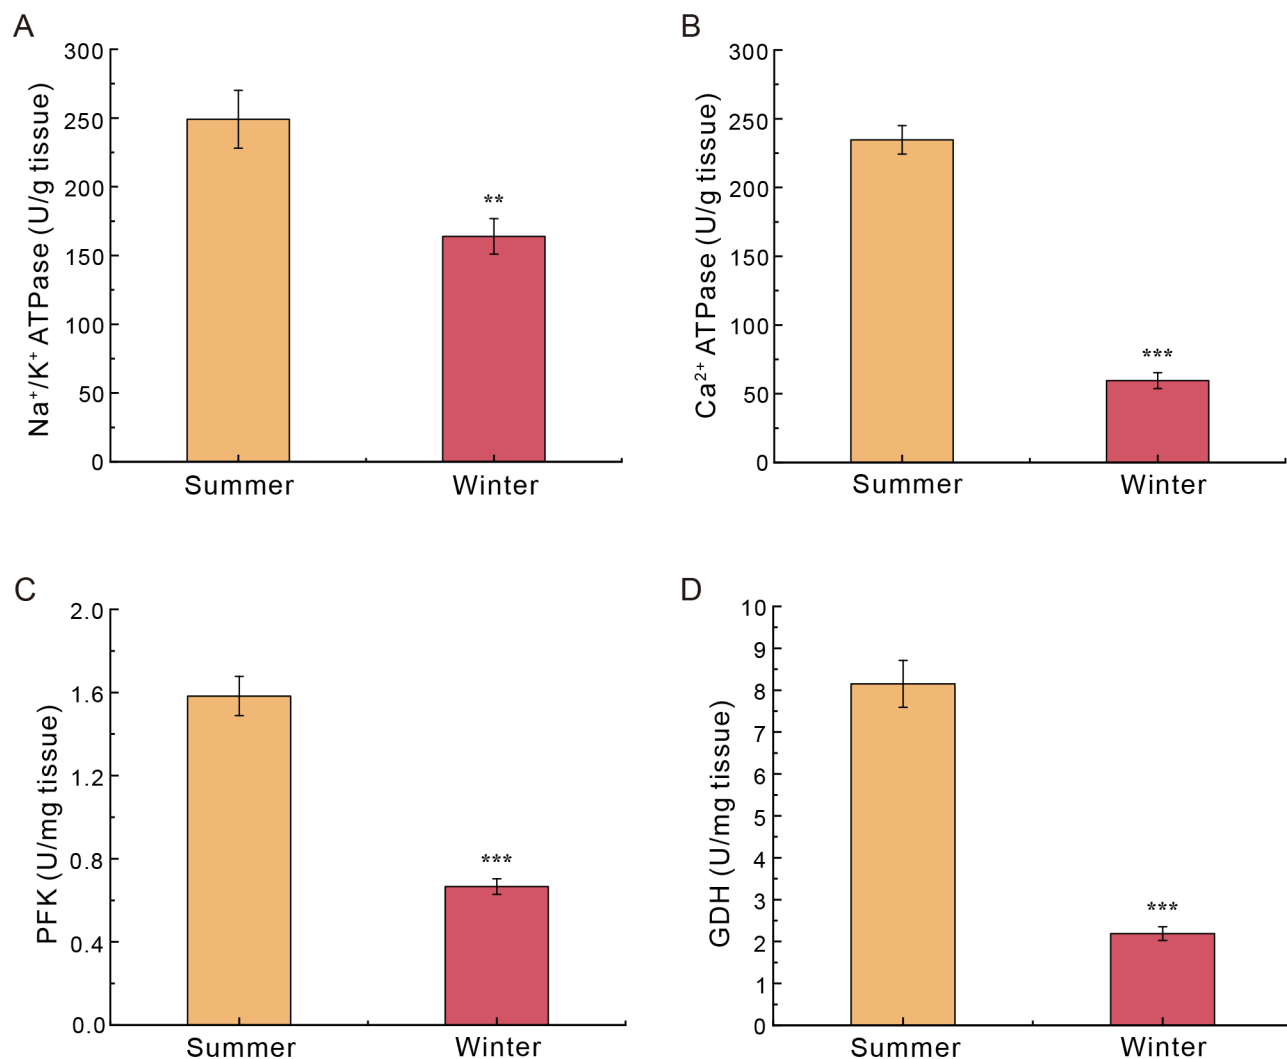 A
Na⁺/K⁺ ATPase (U/g tissue)
300
250
200
150
100
50
0
**
Summer
Winter
B
Ca²⁺ ATPase (U/g tissue)
300
250
200
150
100
50
0
***
Summer
Winter
C
PFK (U/mg tissue)
2.0
1.6
1.2
0.8
0.4
0.0
***
Summer
Winter
D
GDH (U/mg tissue)
10
9
8
7
6
5
4
3
2
1
0
***
Summer
Winter